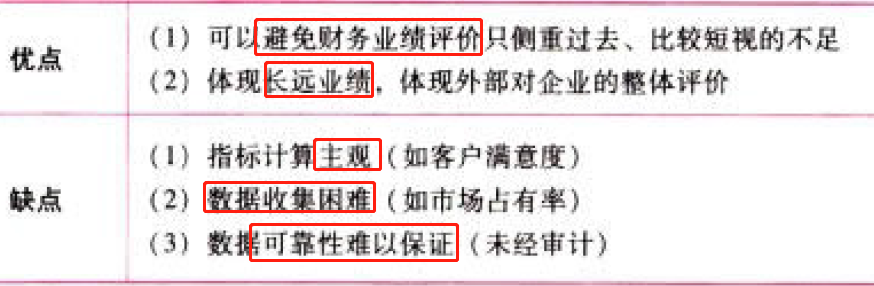 优点
（1）可以避免财务业绩评价只侧重过去、比较短视的不足
（2）体现长远业绩，体现外部对企业的整体评价
缺点
（1）指标计算主观（如客户满意度）
（2）数据收集困难（如市场占有率）
（3）数据可靠性难以保证（未经审计）